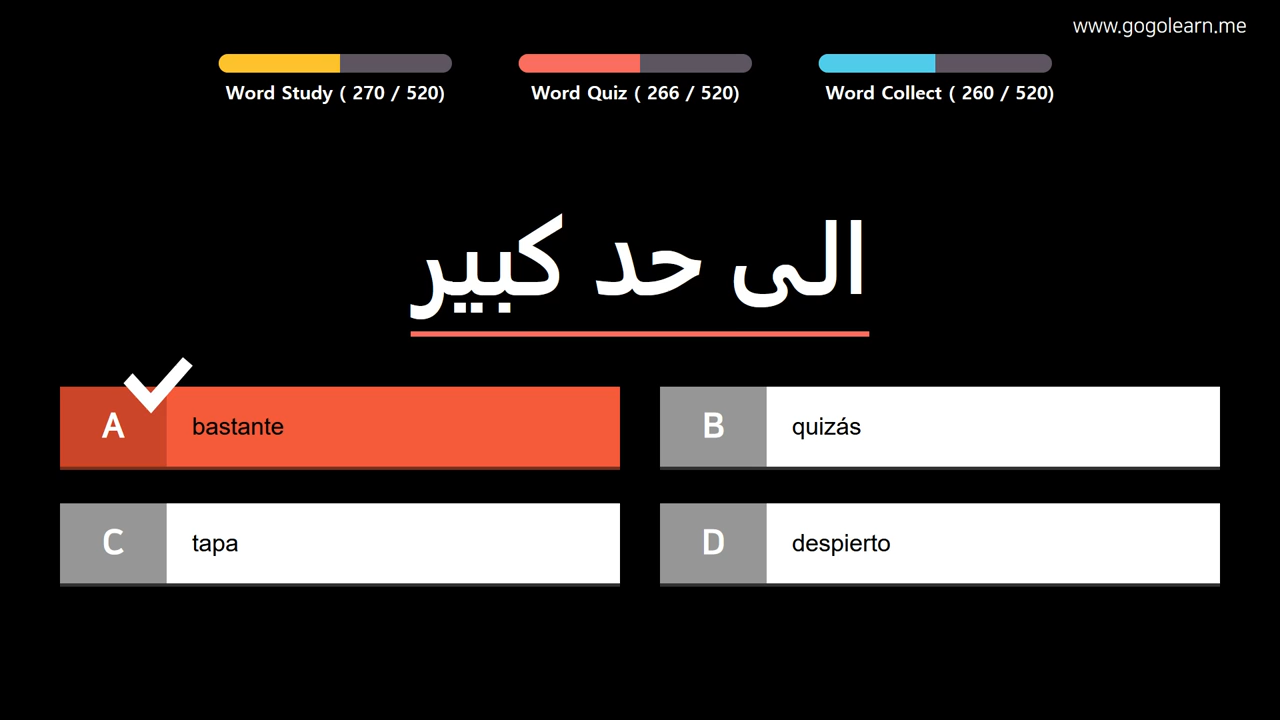 www.gogolearn.me
Word Study ( 270 / 520)
Word Quiz ( 266 / 520)
Word Collect ( 260 / 520)
الى حد كبير
A bastante
B quizás
C tapa
D despierto